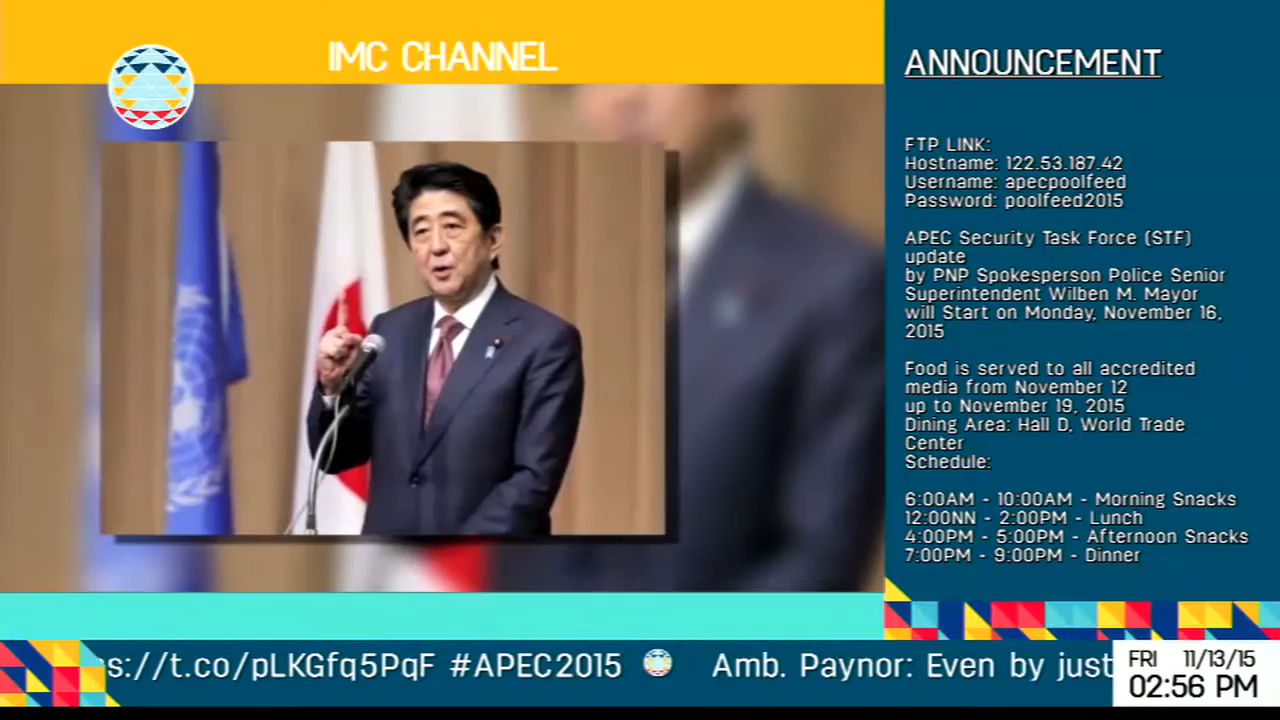 IMC CHANNEL
ANNOUNCEMENT
FTP LINK:
Hostname: 122.53.187.42
Username: apecpoolfeed
Password: poolfeed2015
APEC Security Task Force (STF)
update
by PNP Spokesperson Police Senior
Superintendent Wilben M. Mayor
will Start on Monday, November 16,
2015
Food is served to all accredited
media from November 12
up to November 19, 2015
Dining Area: Hall D, World Trade
Center
Schedule:
6:00AM - 10:00AM - Morning Snacks
12:00NN - 2:00PM - Lunch
4:00PM - 5:00PM - Afternoon Snacks
7:00PM - 9:00PM - Dinner
s://t.co/pLKGfq5PqF #APEC2015 Amb. Paynor: Even by just
FRI 11/13/15
02:56 PM